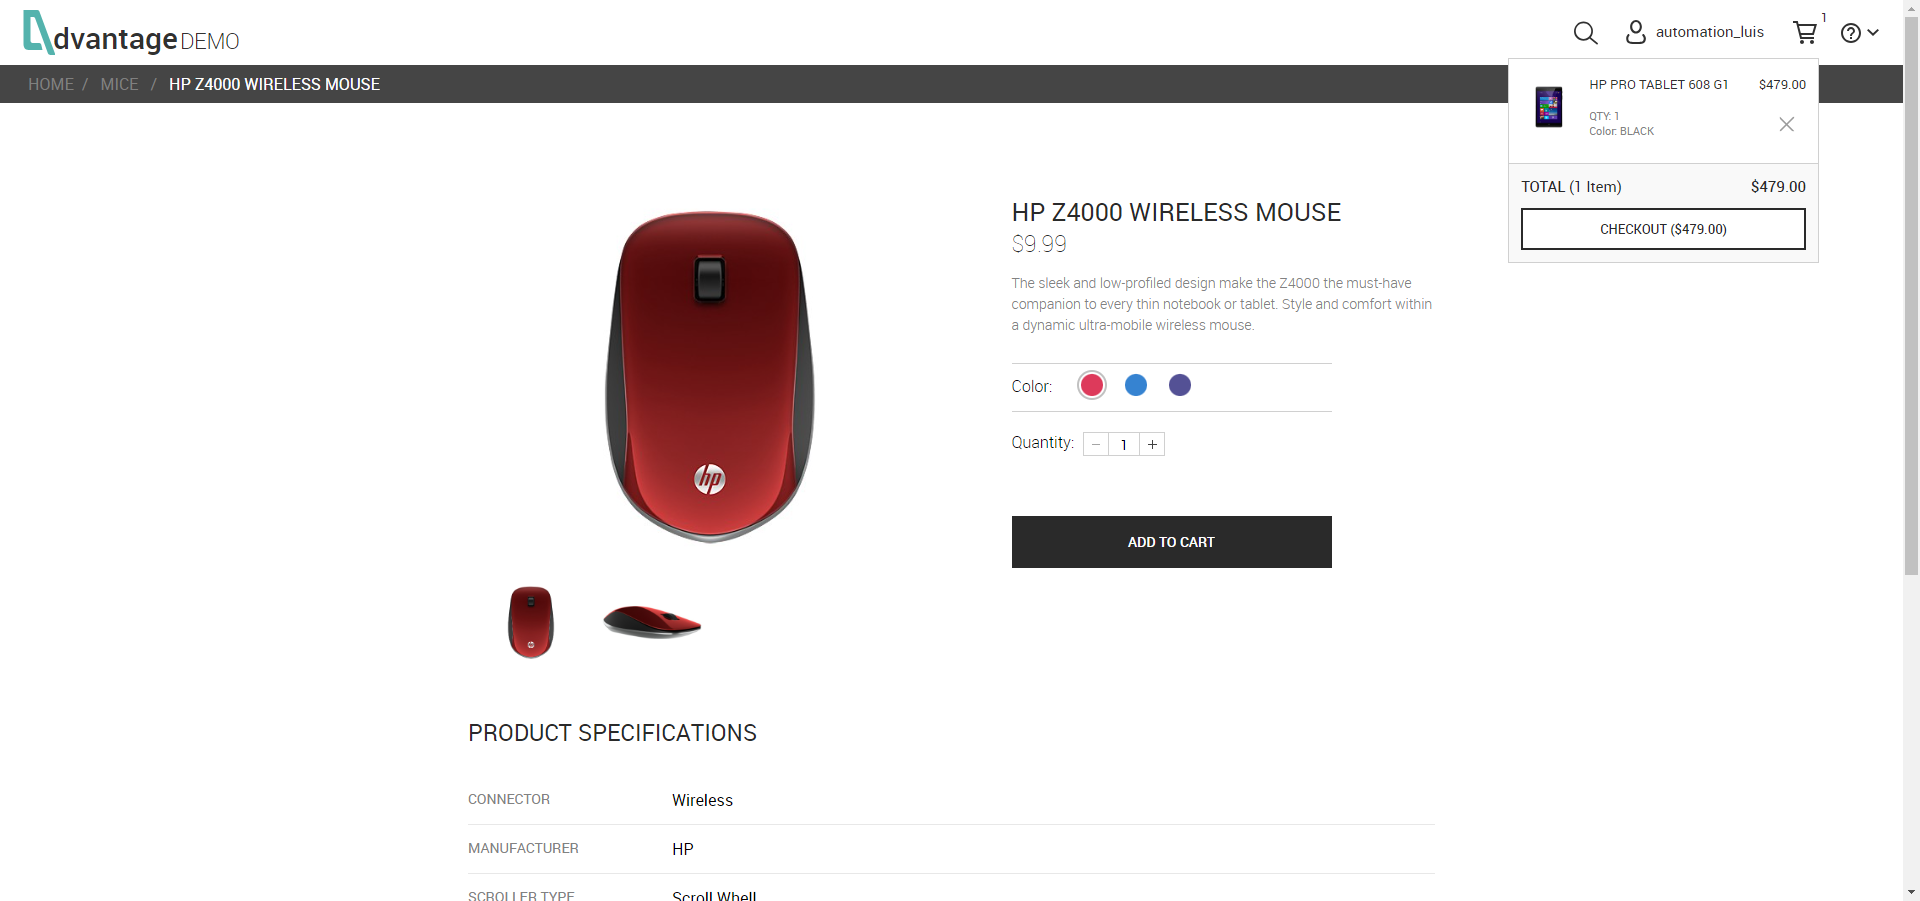 dvantage DEMO
automation_luis
1
HOME / MICE / HP Z4000 WIRELESS MOUSE
HP PRO TABLET 608 G1 $479.00
QTY: 1
Color: BLACK
TOTAL (1 Item) $479.00
CHECKOUT ($479.00)
HP Z4000 WIRELESS MOUSE
$9.99
The sleek and low-profiled design make the Z4000 the must-have
companion to every thin notebook or tablet. Style and comfort within
a dynamic ultra-mobile wireless mouse.
Color:
Quantity: − 1 +
ADD TO CART
hp
PRODUCT SPECIFICATIONS
CONNECTOR Wireless
MANUFACTURER HP
SCROLLER TYPE Scroll Whell